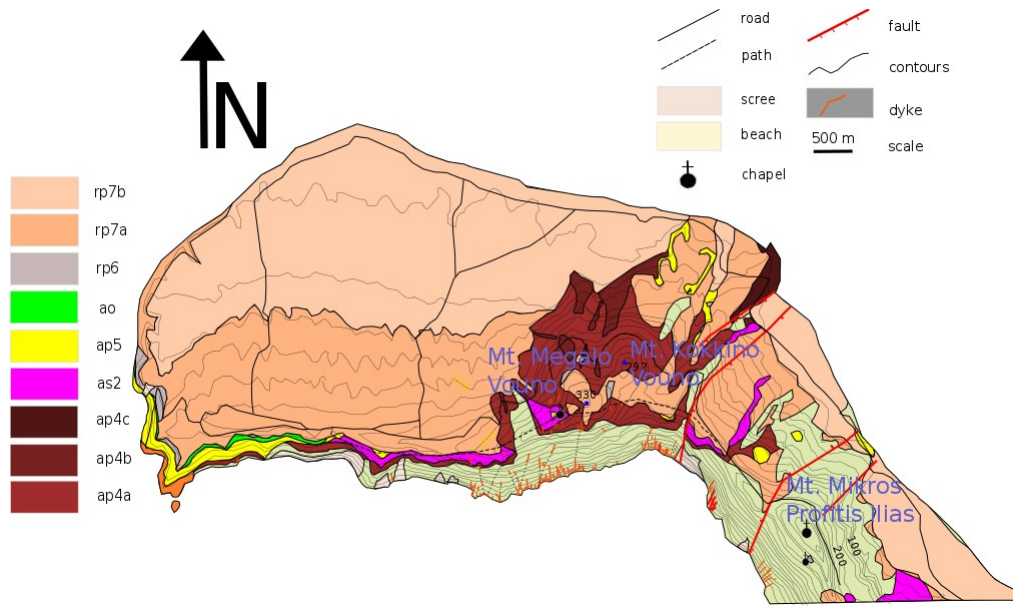 road
fault
path
contours
scree
dyke
beach
500 m
scale
chapel
N
rp7b
rp7a
rp6
ao
ap5
as2
ap4c
ap4b
ap4a
Mt. Megalo
Vouno
Mt. Kokkino
Vouno
330
Mt. Mikros
Profitis Ilias
100
200